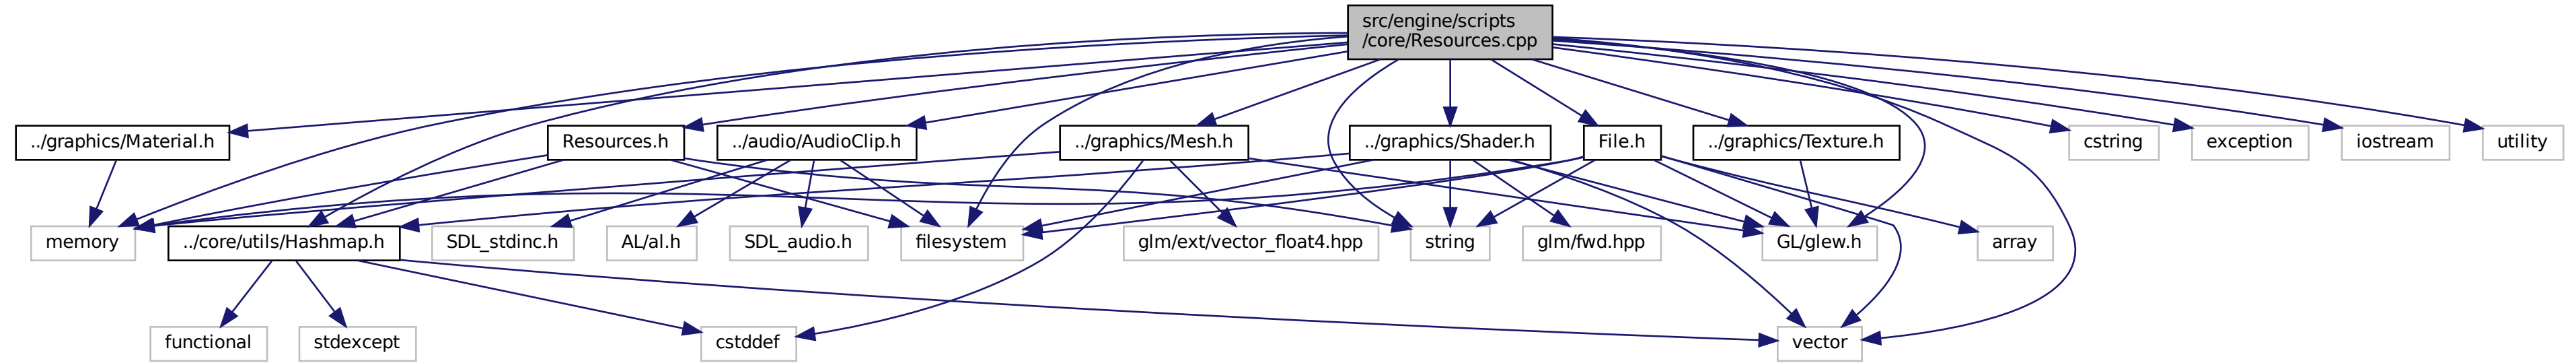 src/engine/scripts
/core/Resources.cpp
../graphics/Material.h
Resources.h
../audio/AudioClip.h
../graphics/Mesh.h
../graphics/Shader.h
File.h
../graphics/Texture.h
cstring
exception
iostream
utility
memory
../core/utils/Hashmap.h
SDL_stdinc.h
AL/al.h
SDL_audio.h
filesystem
glm/ext/vector_float4.hpp
string
glm/fwd.hpp
GL/glew.h
array
functional
stdexcept
cstddef
vector